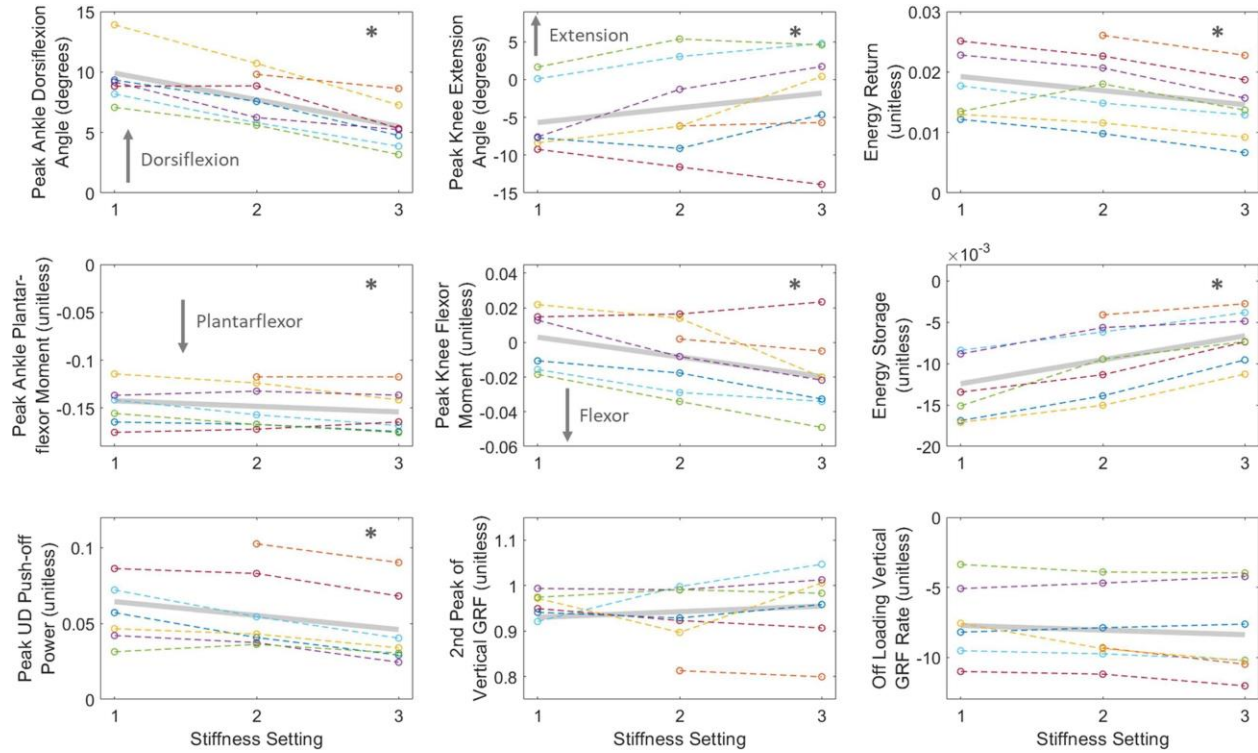 Peak Ankle Dorsiflexion
Angle (degrees)
15
10
5
0
*
Dorsiflexion
1
2
3
Peak Knee Extension
Angle (degrees)
5
0
-5
-10
-15
Extension
*
1
2
3
Energy Return
(unitless)
0.03
0.02
0.01
0
*
1
2
3
Peak Ankle Plantar-
flexor Moment (unitless)
0
-0.05
-0.1
-0.15
*
Plantarflexor
1
2
3
Peak Knee Flexor
Moment (unitless)
0.04
0.02
0
-0.02
-0.04
-0.06
*
Flexor
1
2
3
Energy Storage
(unitless)
×10⁻³
0
-5
-10
-15
-20
*
1
2
3
Peak UD Push-off
Power (unitless)
0.1
0.05
0
*
1
2
3
Stiffness Setting
2nd Peak of
Vertical GRF (unitless)
1.1
1
0.9
0.8
1
2
3
Stiffness Setting
Off Loading Vertical
GRF Rate (unitless)
0
-5
-10
1
2
3
Stiffness Setting